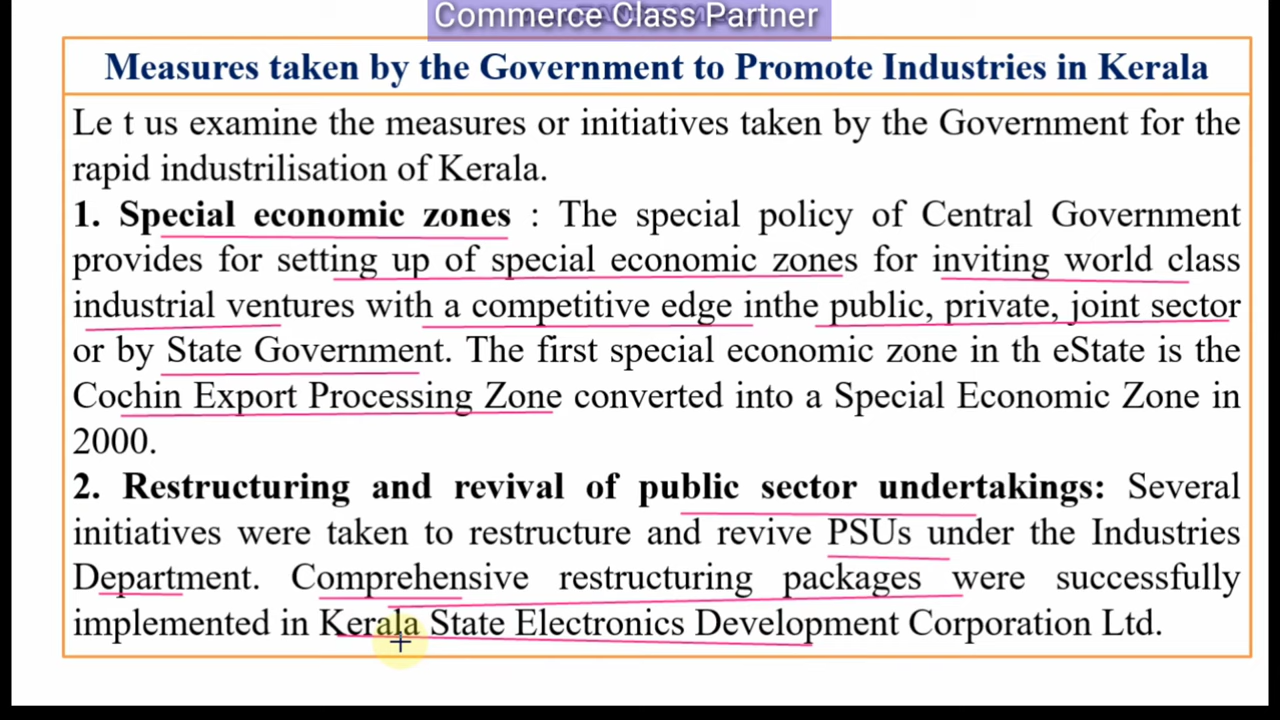 Commerce Class Partner
Measures taken by the Government to Promote Industries in Kerala
Le t us examine the measures or initiatives taken by the Government for the
rapid industrilisation of Kerala.
1. Special economic zones : The special policy of Central Government
provides for setting up of special economic zones for inviting world class
industrial ventures with a competitive edge inthe public, private, joint sector
or by State Government. The first special economic zone in th eState is the
Cochin Export Processing Zone converted into a Special Economic Zone in
2000.
2. Restructuring and revival of public sector undertakings: Several
initiatives were taken to restructure and revive PSUs under the Industries
Department. Comprehensive restructuring packages were successfully
implemented in Kerala State Electronics Development Corporation Ltd.